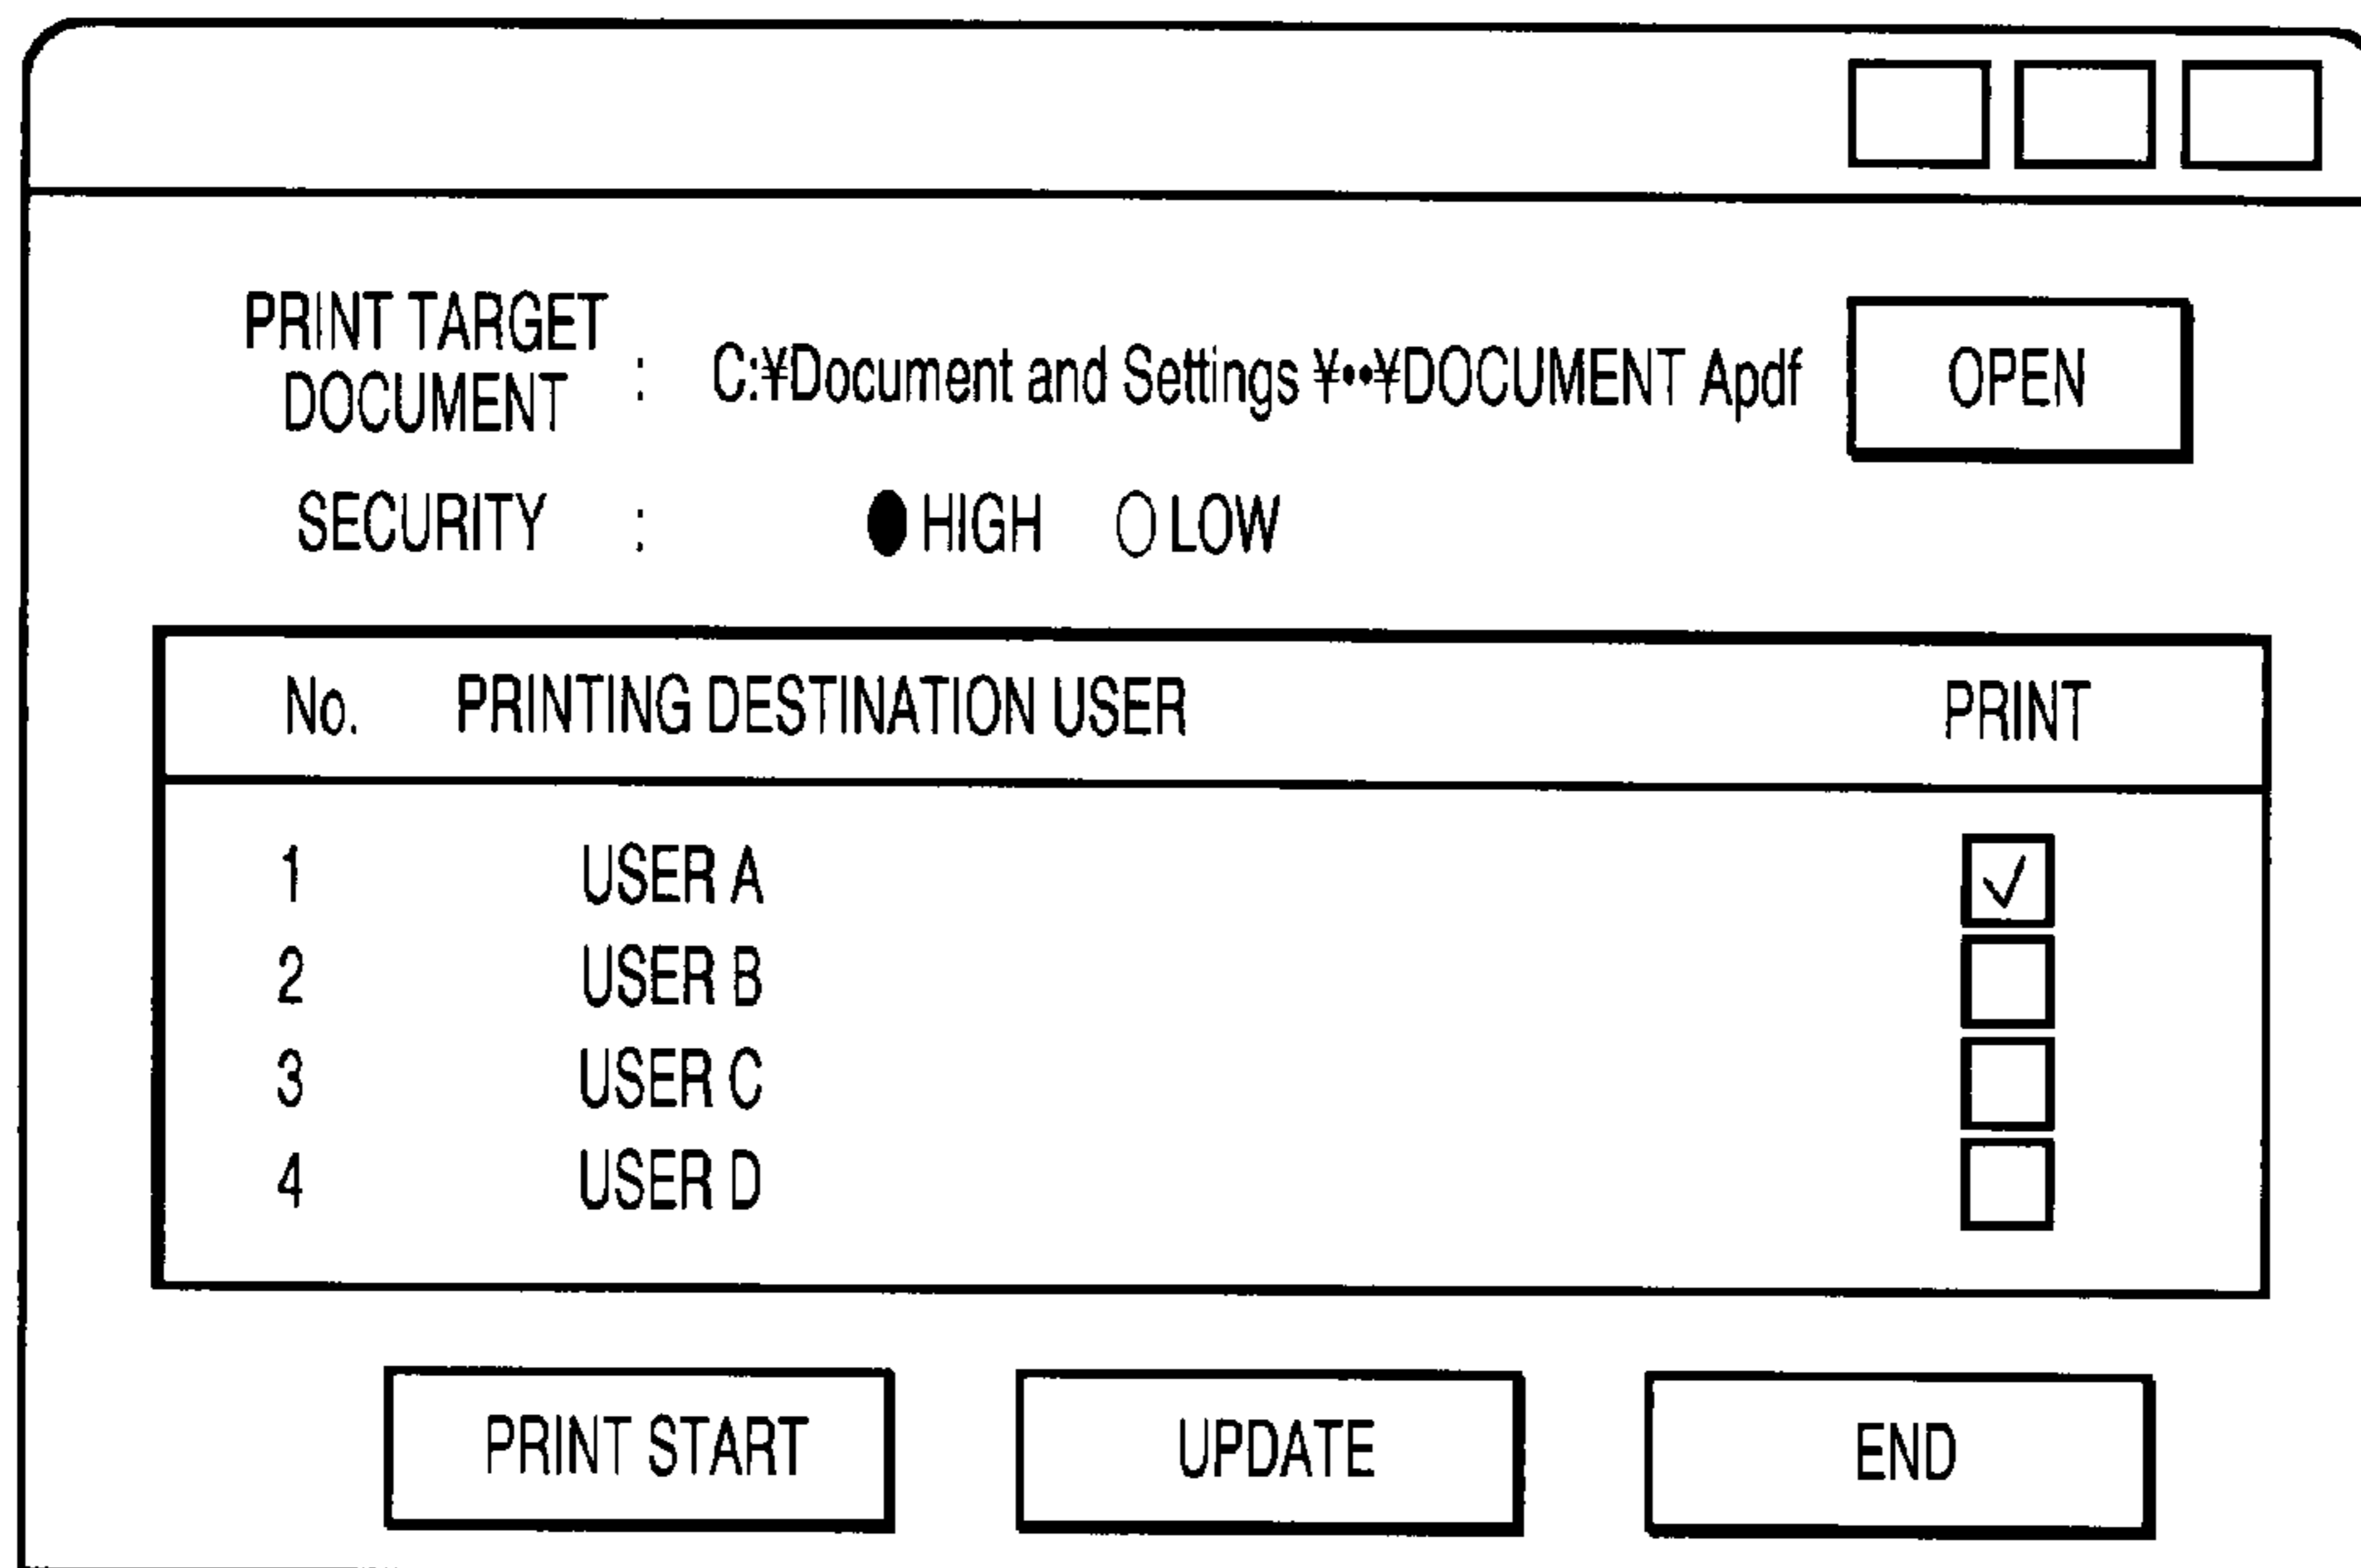 PRINT TARGET
DOCUMENT : C:¥Document and Settings ¥••¥DOCUMENT Apdf OPEN
SECURITY : HIGH LOW
No. PRINTING DESTINATION USER PRINT
1 USER A ✓
2 USER B
3 USER C
4 USER D
PRINT START UPDATE END